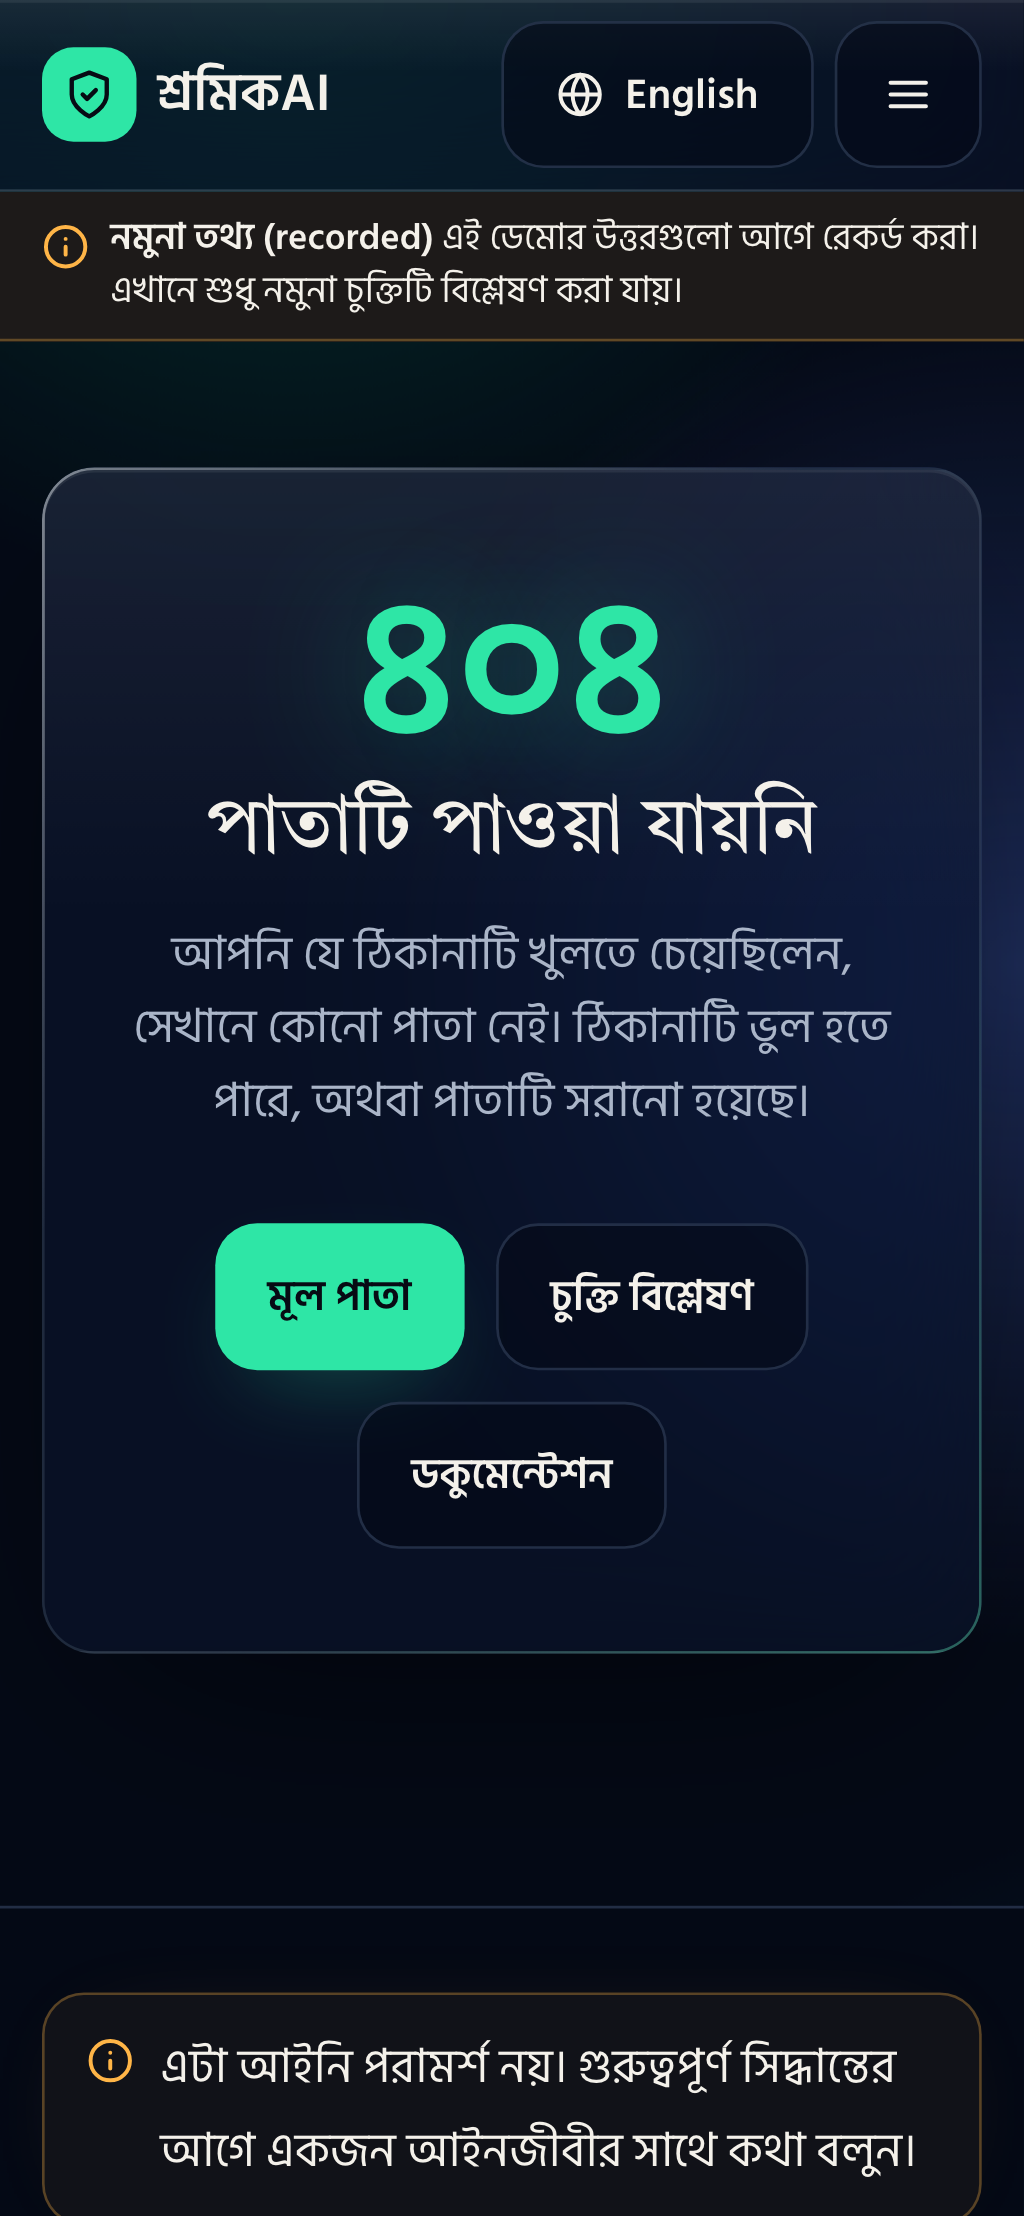 শ্রমিকAI
English
নমুনা তথ্য (recorded) এই ডেমোর উত্তরগুলো আগে রেকর্ড করা।
এখানে শুধু নমুনা চুক্তিটি বিশ্লেষণ করা যায়।
৪০৪
পাতাটি পাওয়া যায়নি
আপনি যে ঠিকানাটি খুলতে চেয়েছিলেন,
সেখানে কোনো পাতা নেই। ঠিকানাটি ভুল হতে
পারে, অথবা পাতাটি সরানো হয়েছে।
মূল পাতা
চুক্তি বিশ্লেষণ
ডকুমেন্টেশন
এটা আইনি পরামর্শ নয়। গুরুত্বপূর্ণ সিদ্ধান্তের
আগে একজন আইনজীবীর সাথে কথা বলুন।